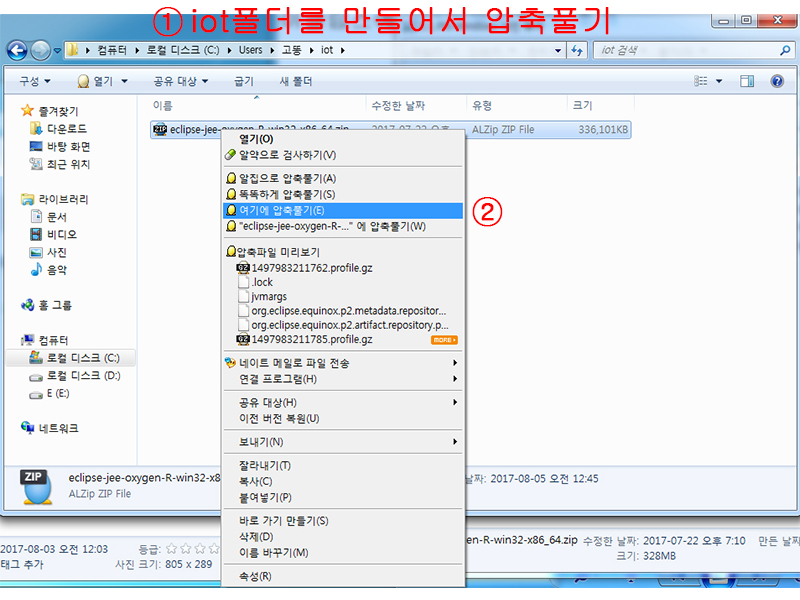 ① iot폴더를 만들어서 압축풀기
컴퓨터 ▶ 로컬 디스크 (C:) ▶ Users ▶ 고뚱 ▶ iot ▶
iot 검색
구성 ▼ 열기 ▼ 공유 대상 ▼ 굽기 새 폴더
이름 수정한 날짜 유형 크기
즐겨찾기
다운로드
바탕 화면
최근 위치
라이브러리
문서
비디오
사진
음악
홈 그룹
컴퓨터
로컬 디스크 (C:)
로컬 디스크 (D:)
E (E:)
네트워크
eclipse-jee-oxygen-R-win32-x86_64.zip 2017-07-22 오후 ALZip ZIP File 336,101KB
열기(O)
알약으로 검사하기(V)
알집으로 압축풀기(A)
똑똑하게 압축풀기(S)
여기에 압축풀기(E)
②
"eclipse-jee-oxygen-R-..." 에 압축풀기(W)
압축파일 미리보기
1497983211762.profile.gz
.lock
jvmargs
org.eclipse.equinox.p2.metadata.repositor...
org.eclipse.equinox.p2.artifact.repository.p...
1497983211785.profile.gz
MORE
네이트 메일로 파일 전송
연결 프로그램(H)
공유 대상(H)
이전 버전 복원(U)
보내기(N)
잘라내기(T)
복사(C)
붙여넣기(P)
바로 가기 만들기(S)
삭제(D)
이름 바꾸기(M)
속성(R)
ZIP
eclipse-jee-oxygen-R-win32-x8
ALZip ZIP File
날짜: 2017-08-05 오전 12:45
2017-08-03 오전 12:03 등급:
태그 추가 사진 크기: 805 x 289
en-R-win32-x86_64.zip 수정한 날짜: 2017-07-22 오후 7:10 만든 날짜
크기: 328MB